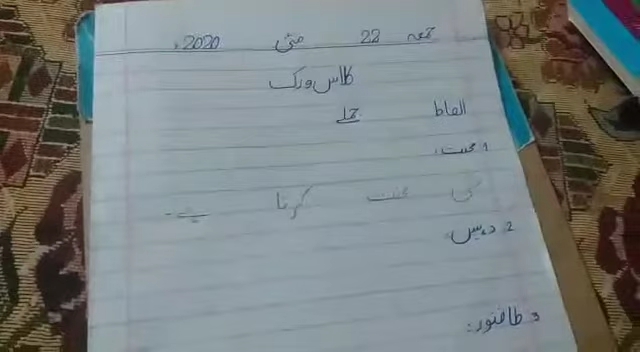 جمعہ 22 مئی 2020ء
کلاس ورک
الفاظ جملے
1 محنت:
محنت کرنا ہے۔
2 دیس:
3 طاقتور: